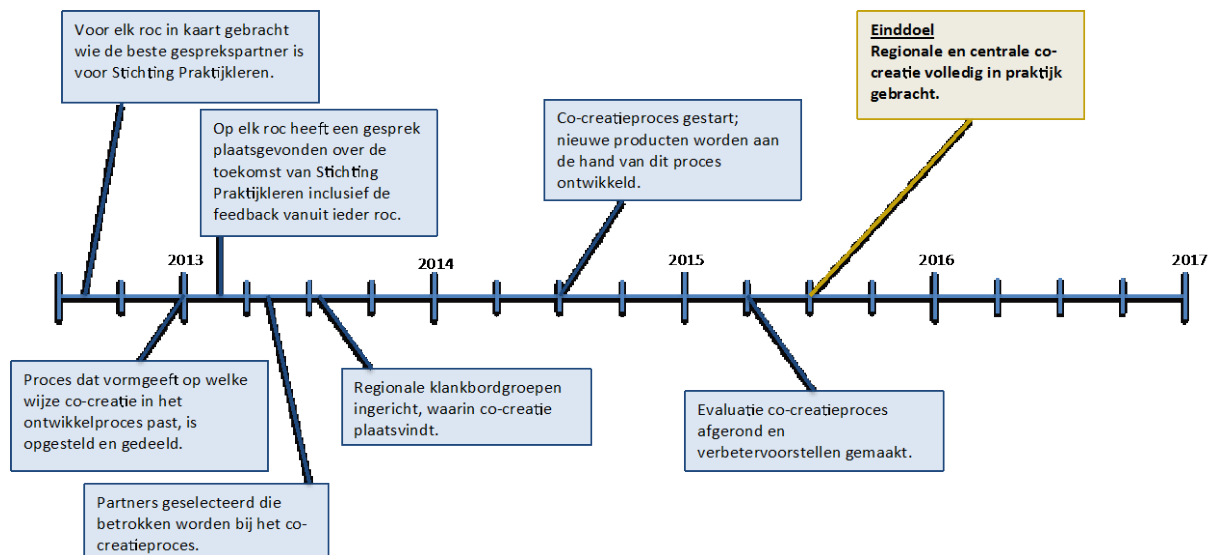 Voor elk roc in kaart gebracht
wie de beste gesprekspartner is
voor Stichting Praktijkleren.
Op elk roc heeft een gesprek
plaatsgevonden over de
toekomst van Stichting
Praktijkleren inclusief de
feedback vanuit ieder roc.
Co-creatieproces gestart;
nieuwe producten worden aan
de hand van dit proces
ontwikkeld.
Einddoel
Regionale en centrale co-
creatie volledig in praktijk
gebracht.
2013
2014
2015
2016
2017
Proces dat vormgeeft op welke
wijze co-creatie in het
ontwikkelproces past, is
opgesteld en gedeeld.
Partners geselecteerd die
betrokken worden bij het co-
creatieproces.
Regionale klankbordgroepen
ingericht, waarin co-creatie
plaatsvindt.
Evaluatie co-creatieproces
afgerond en
verbetervoorstellen gemaakt.